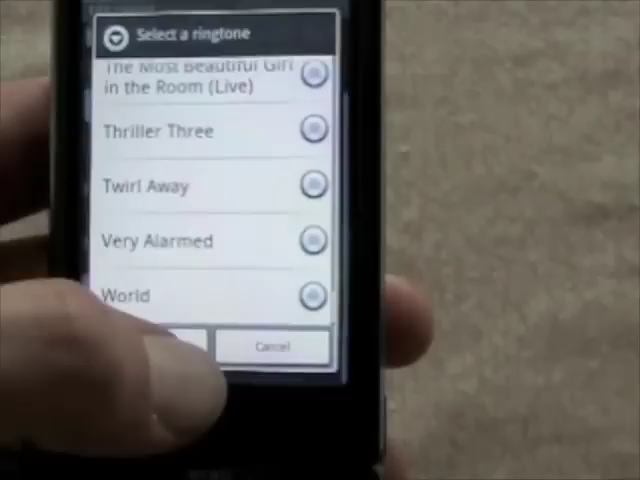 Select a ringtone
The Most Beautiful Girl
in the Room (Live)
Thriller Three
Twirl Away
Very Alarmed
World
Cancel